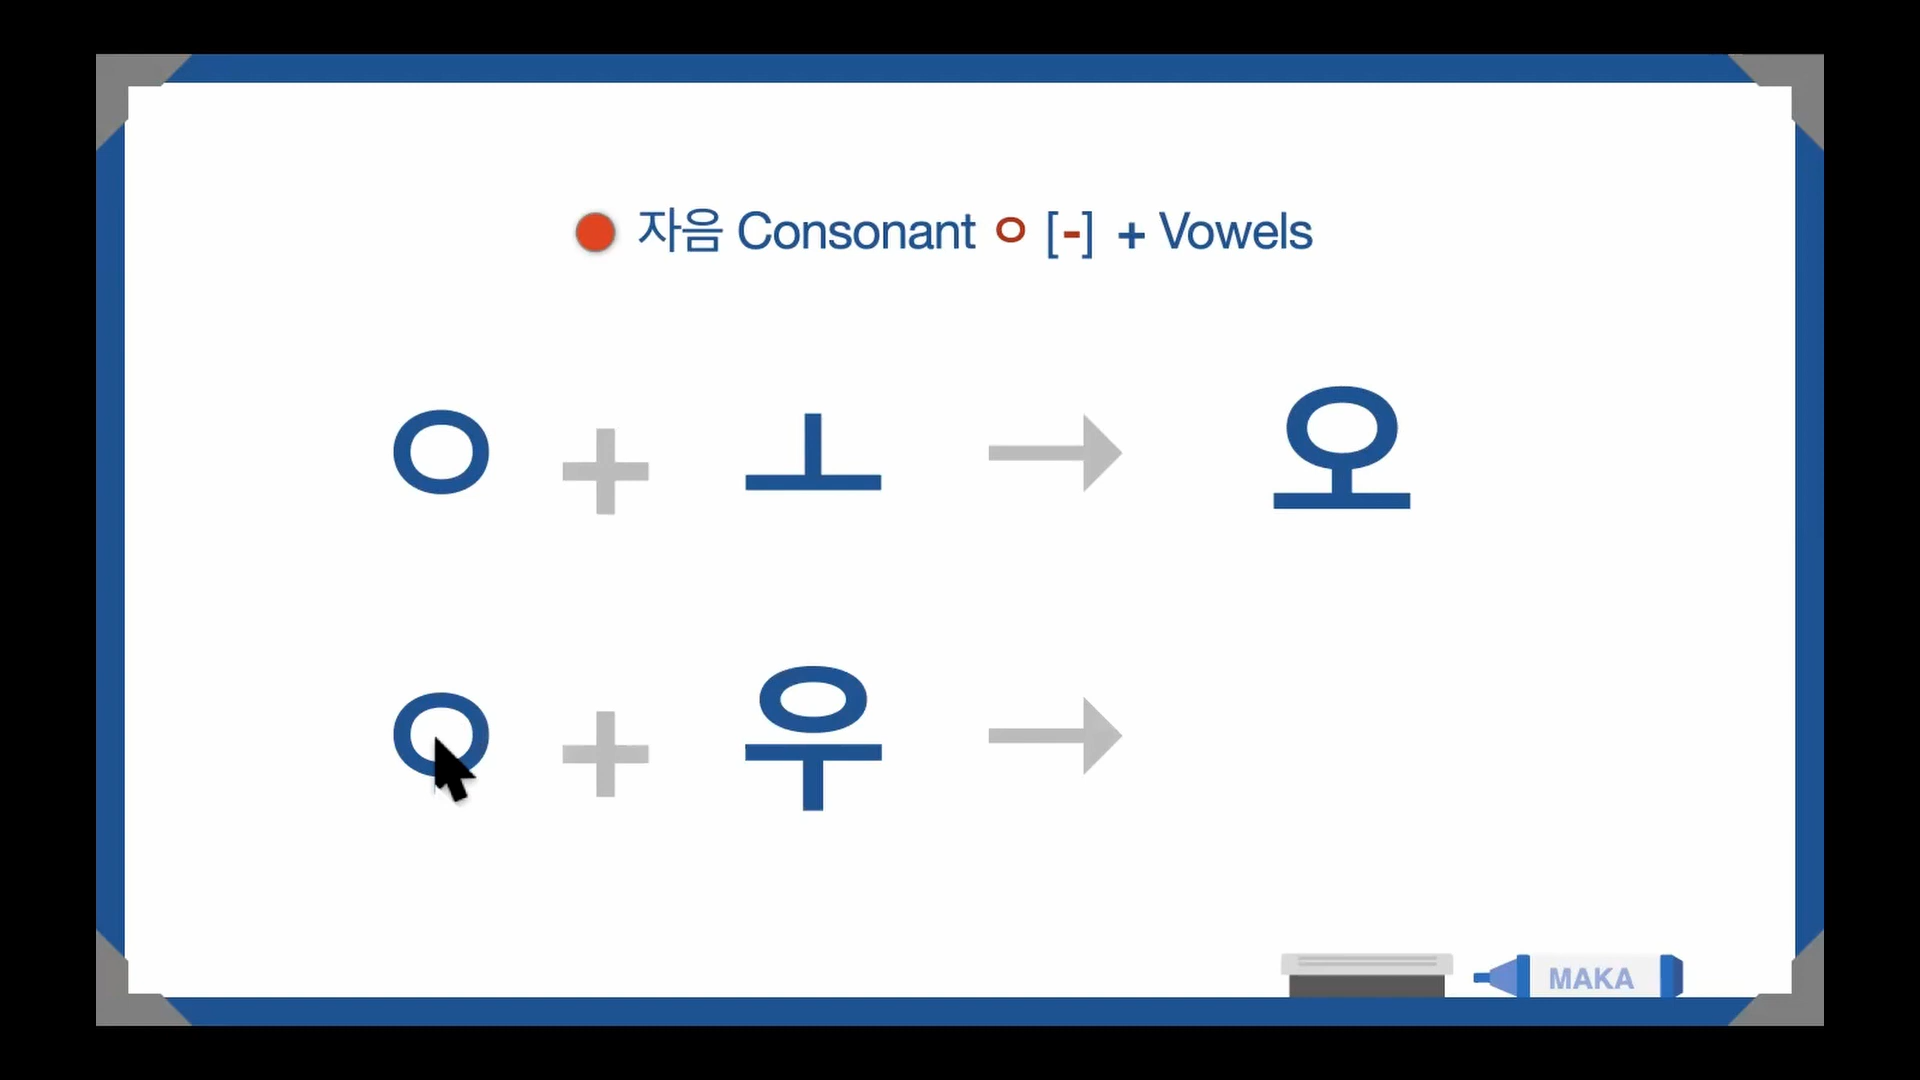 자음 Consonant ㅇ [-] + Vowels
ㅇ + ㅗ → 오
ㅇ + 우 →
MAKA